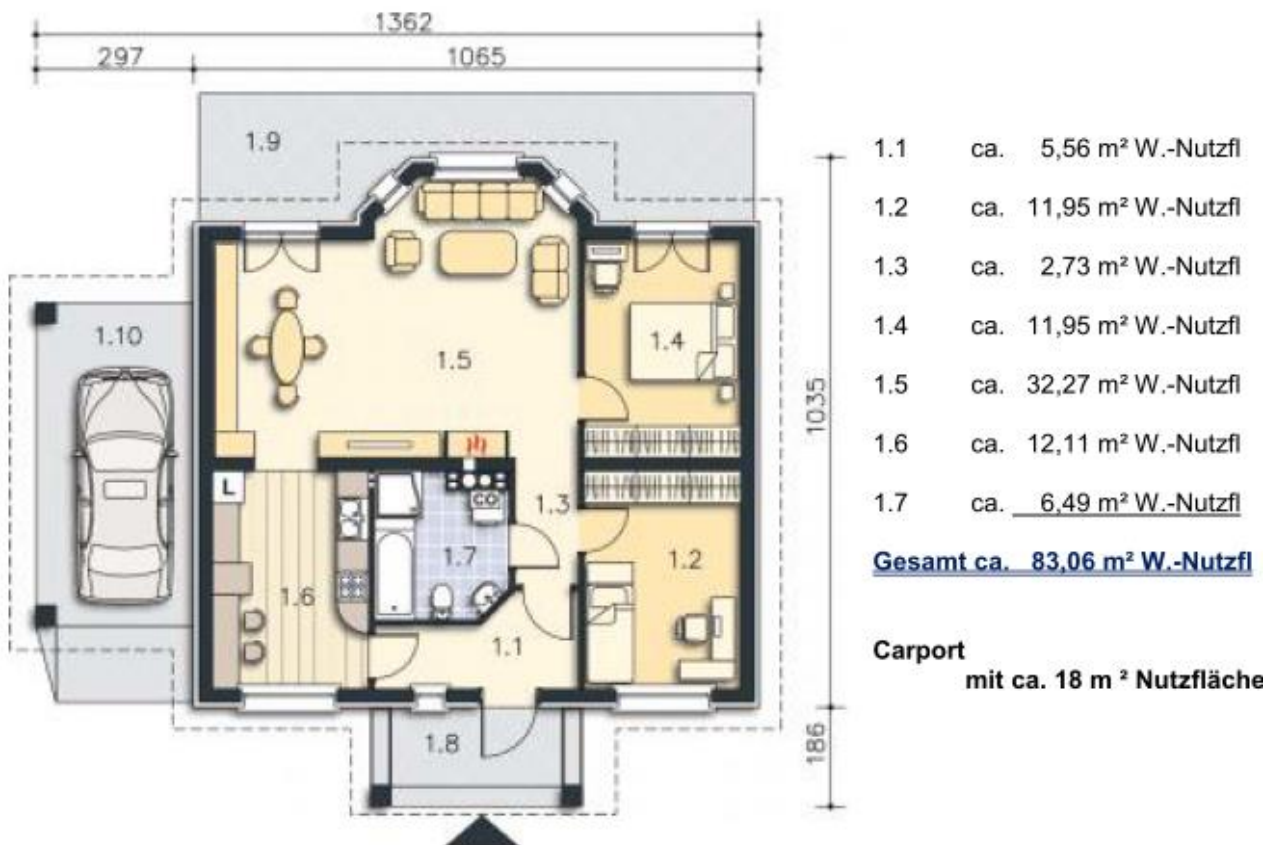 1362
297 1065
1.9
1.10
1.5
1.4
1035
L
CO
1.3
1.7
1.2
1.6
1.1
1.8
186
1.1 ca. 5,56 m² W.-Nutzfl
1.2 ca. 11,95 m² W.-Nutzfl
1.3 ca. 2,73 m² W.-Nutzfl
1.4 ca. 11,95 m² W.-Nutzfl
1.5 ca. 32,27 m² W.-Nutzfl
1.6 ca. 12,11 m² W.-Nutzfl
1.7 ca. 6,49 m² W.-Nutzfl
Gesamt ca. 83,06 m² W.-Nutzfl
Carport
mit ca. 18 m ² Nutzfläche